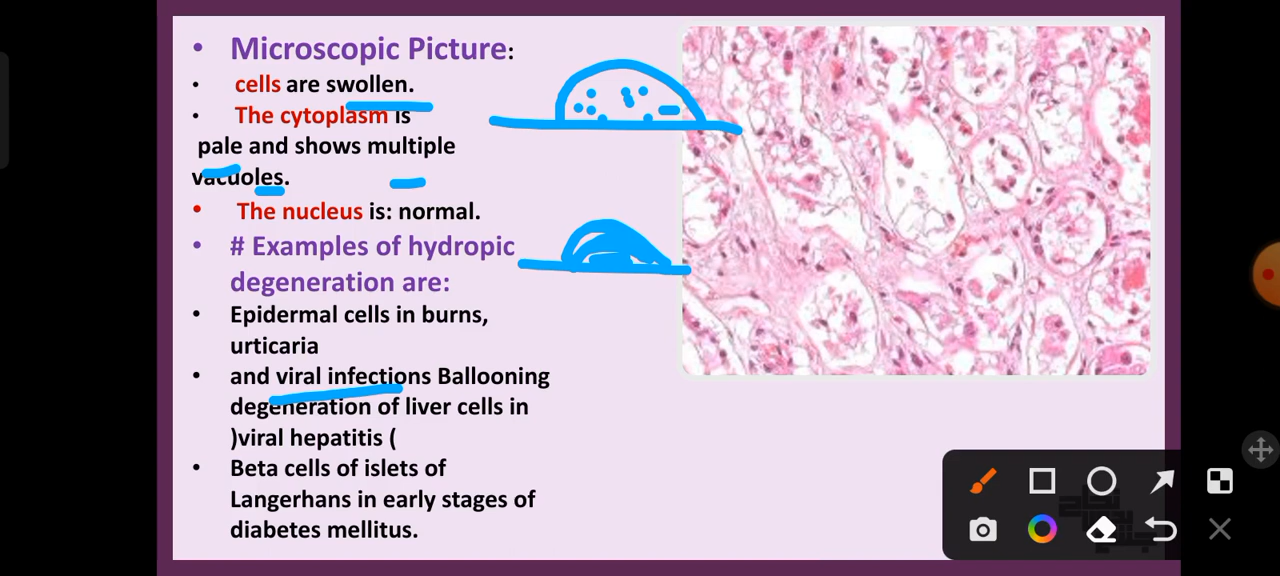 Microscopic Picture:
cells are swollen.
The cytoplasm is
pale and shows multiple
vacuoles.
The nucleus is: normal.
# Examples of hydropic
degeneration are:
Epidermal cells in burns,
urticaria
and viral infections Ballooning
degeneration of liver cells in
)viral hepatitis (
Beta cells of islets of
Langerhans in early stages of
diabetes mellitus.